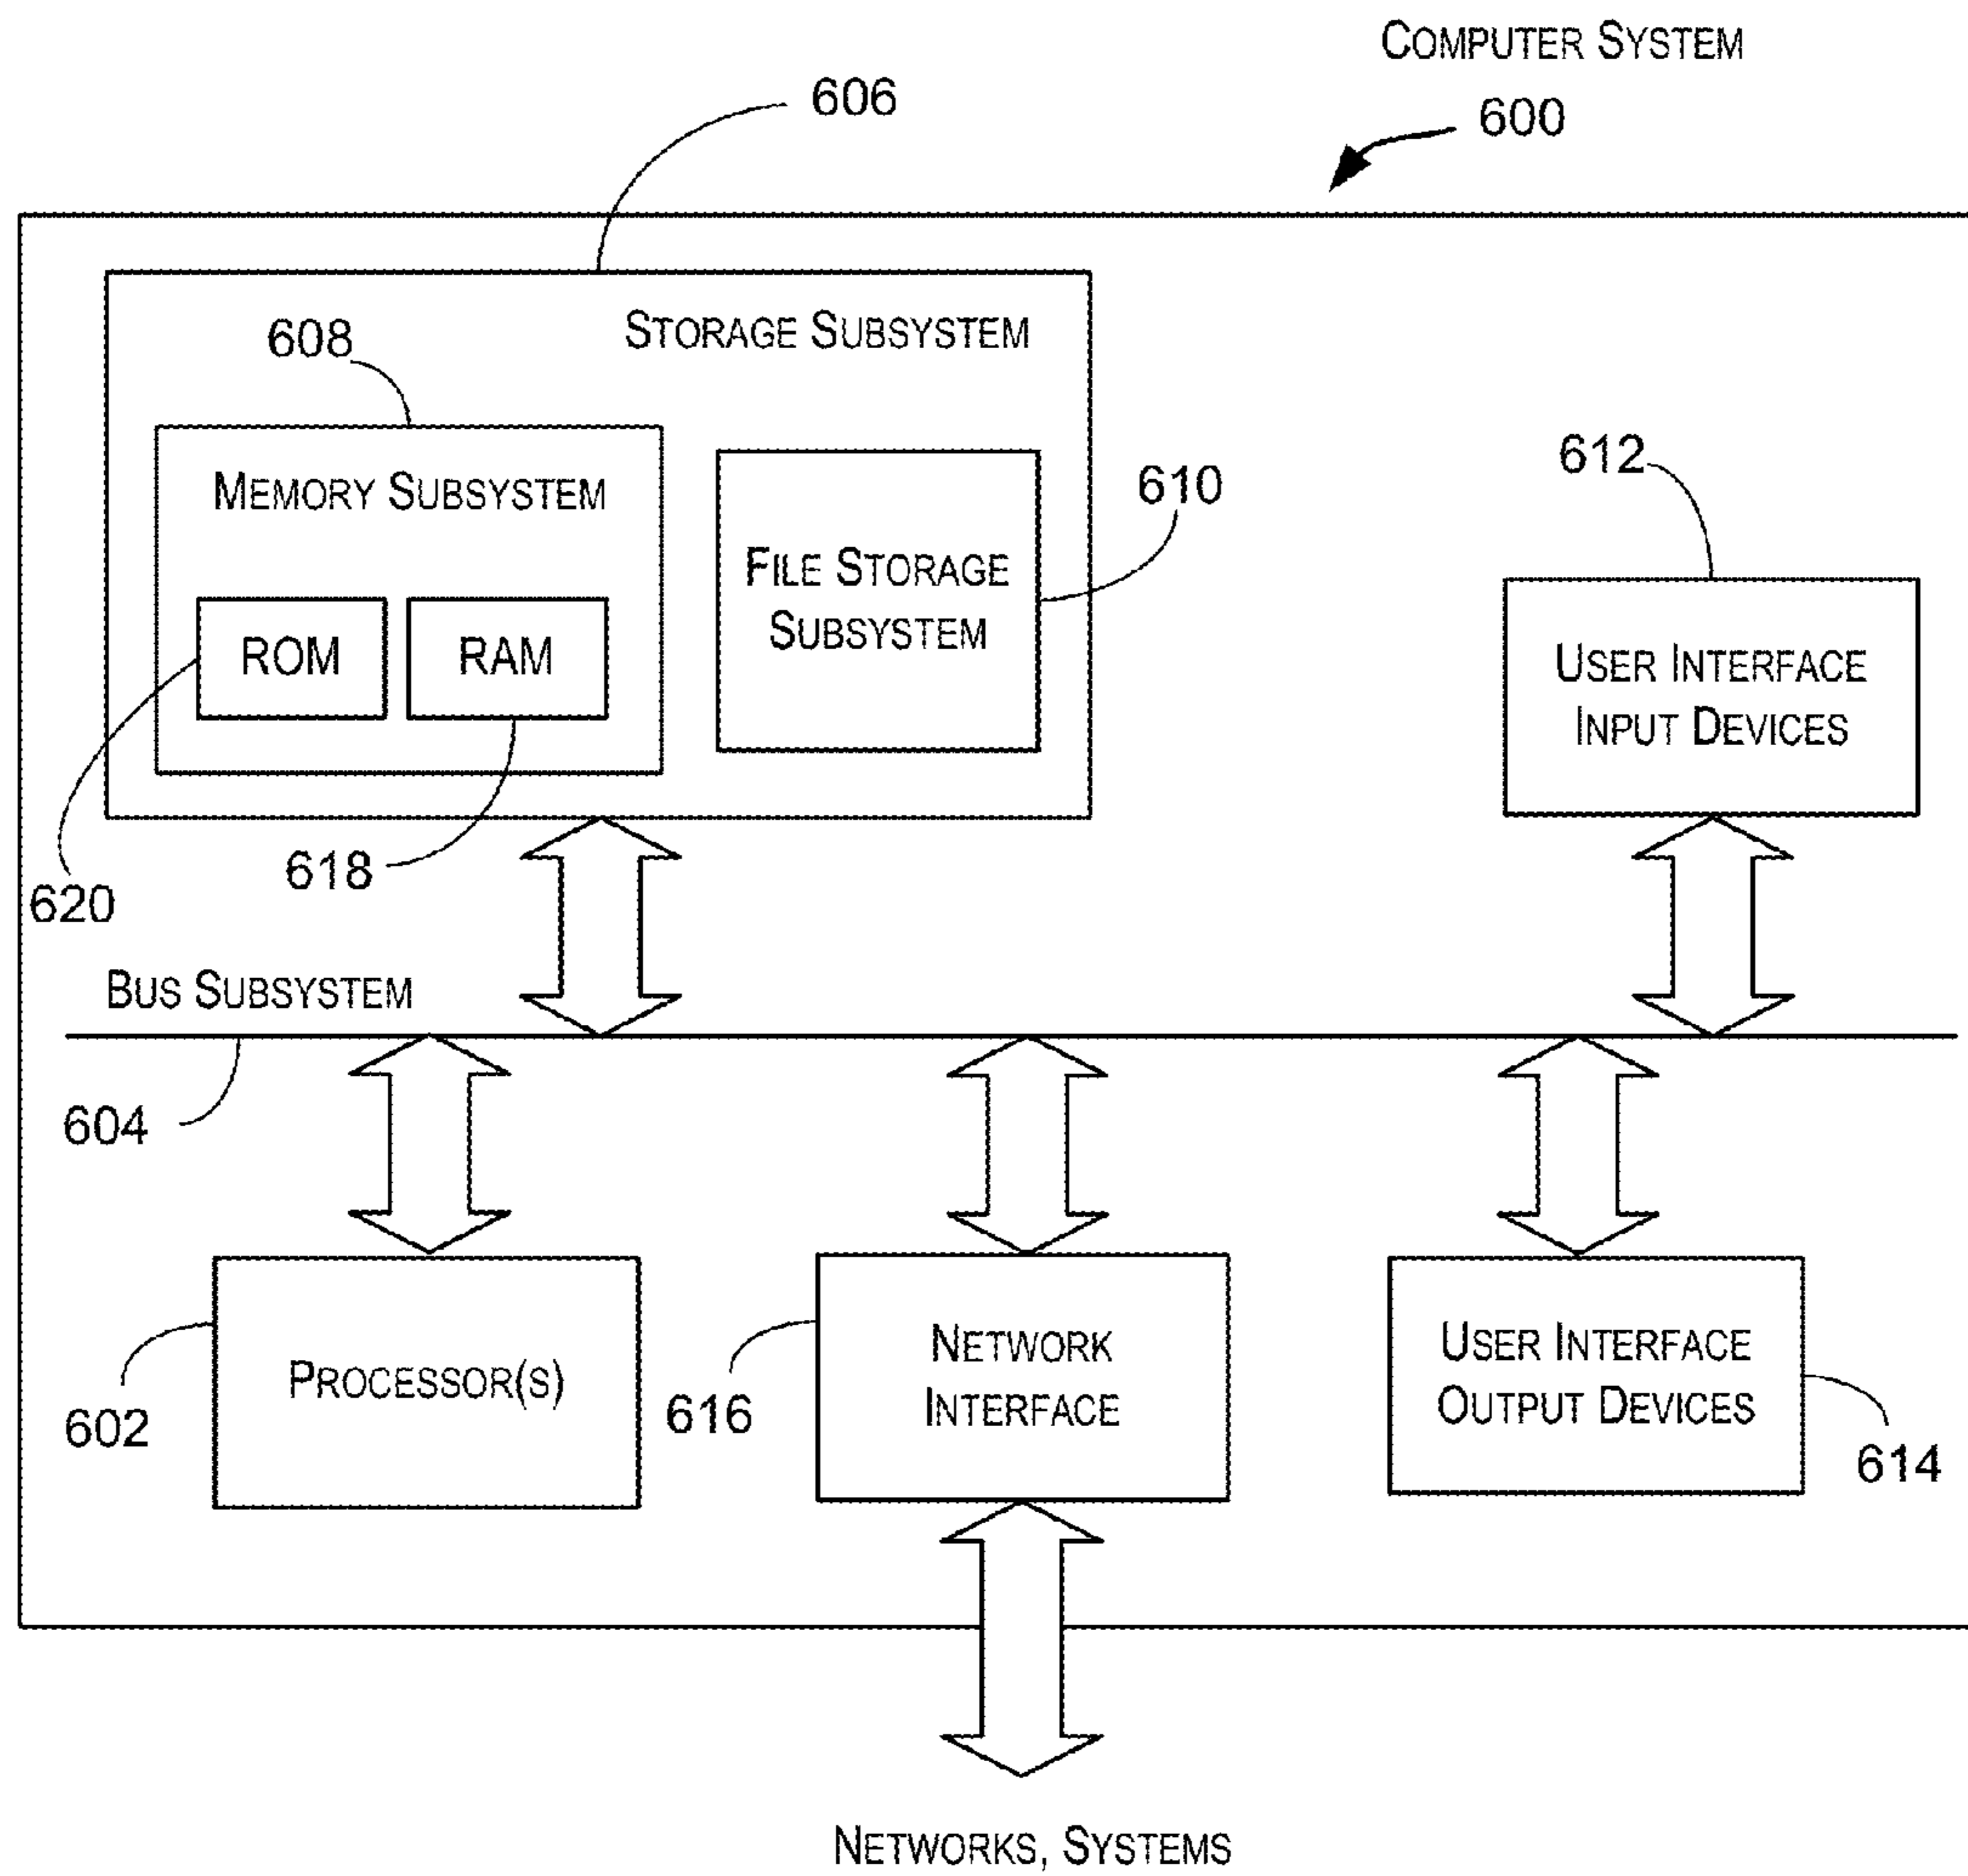 COMPUTER SYSTEM
600
606
STORAGE SUBSYSTEM
608
MEMORY SUBSYSTEM
612
610
FILE STORAGE
SUBSYSTEM
ROM
RAM
USER INTERFACE
INPUT DEVICES
618
620
BUS SUBSYSTEM
604
PROCESSOR(S)
602
NETWORK
INTERFACE
616
USER INTERFACE
OUTPUT DEVICES
614
NETWORKS, SYSTEMS